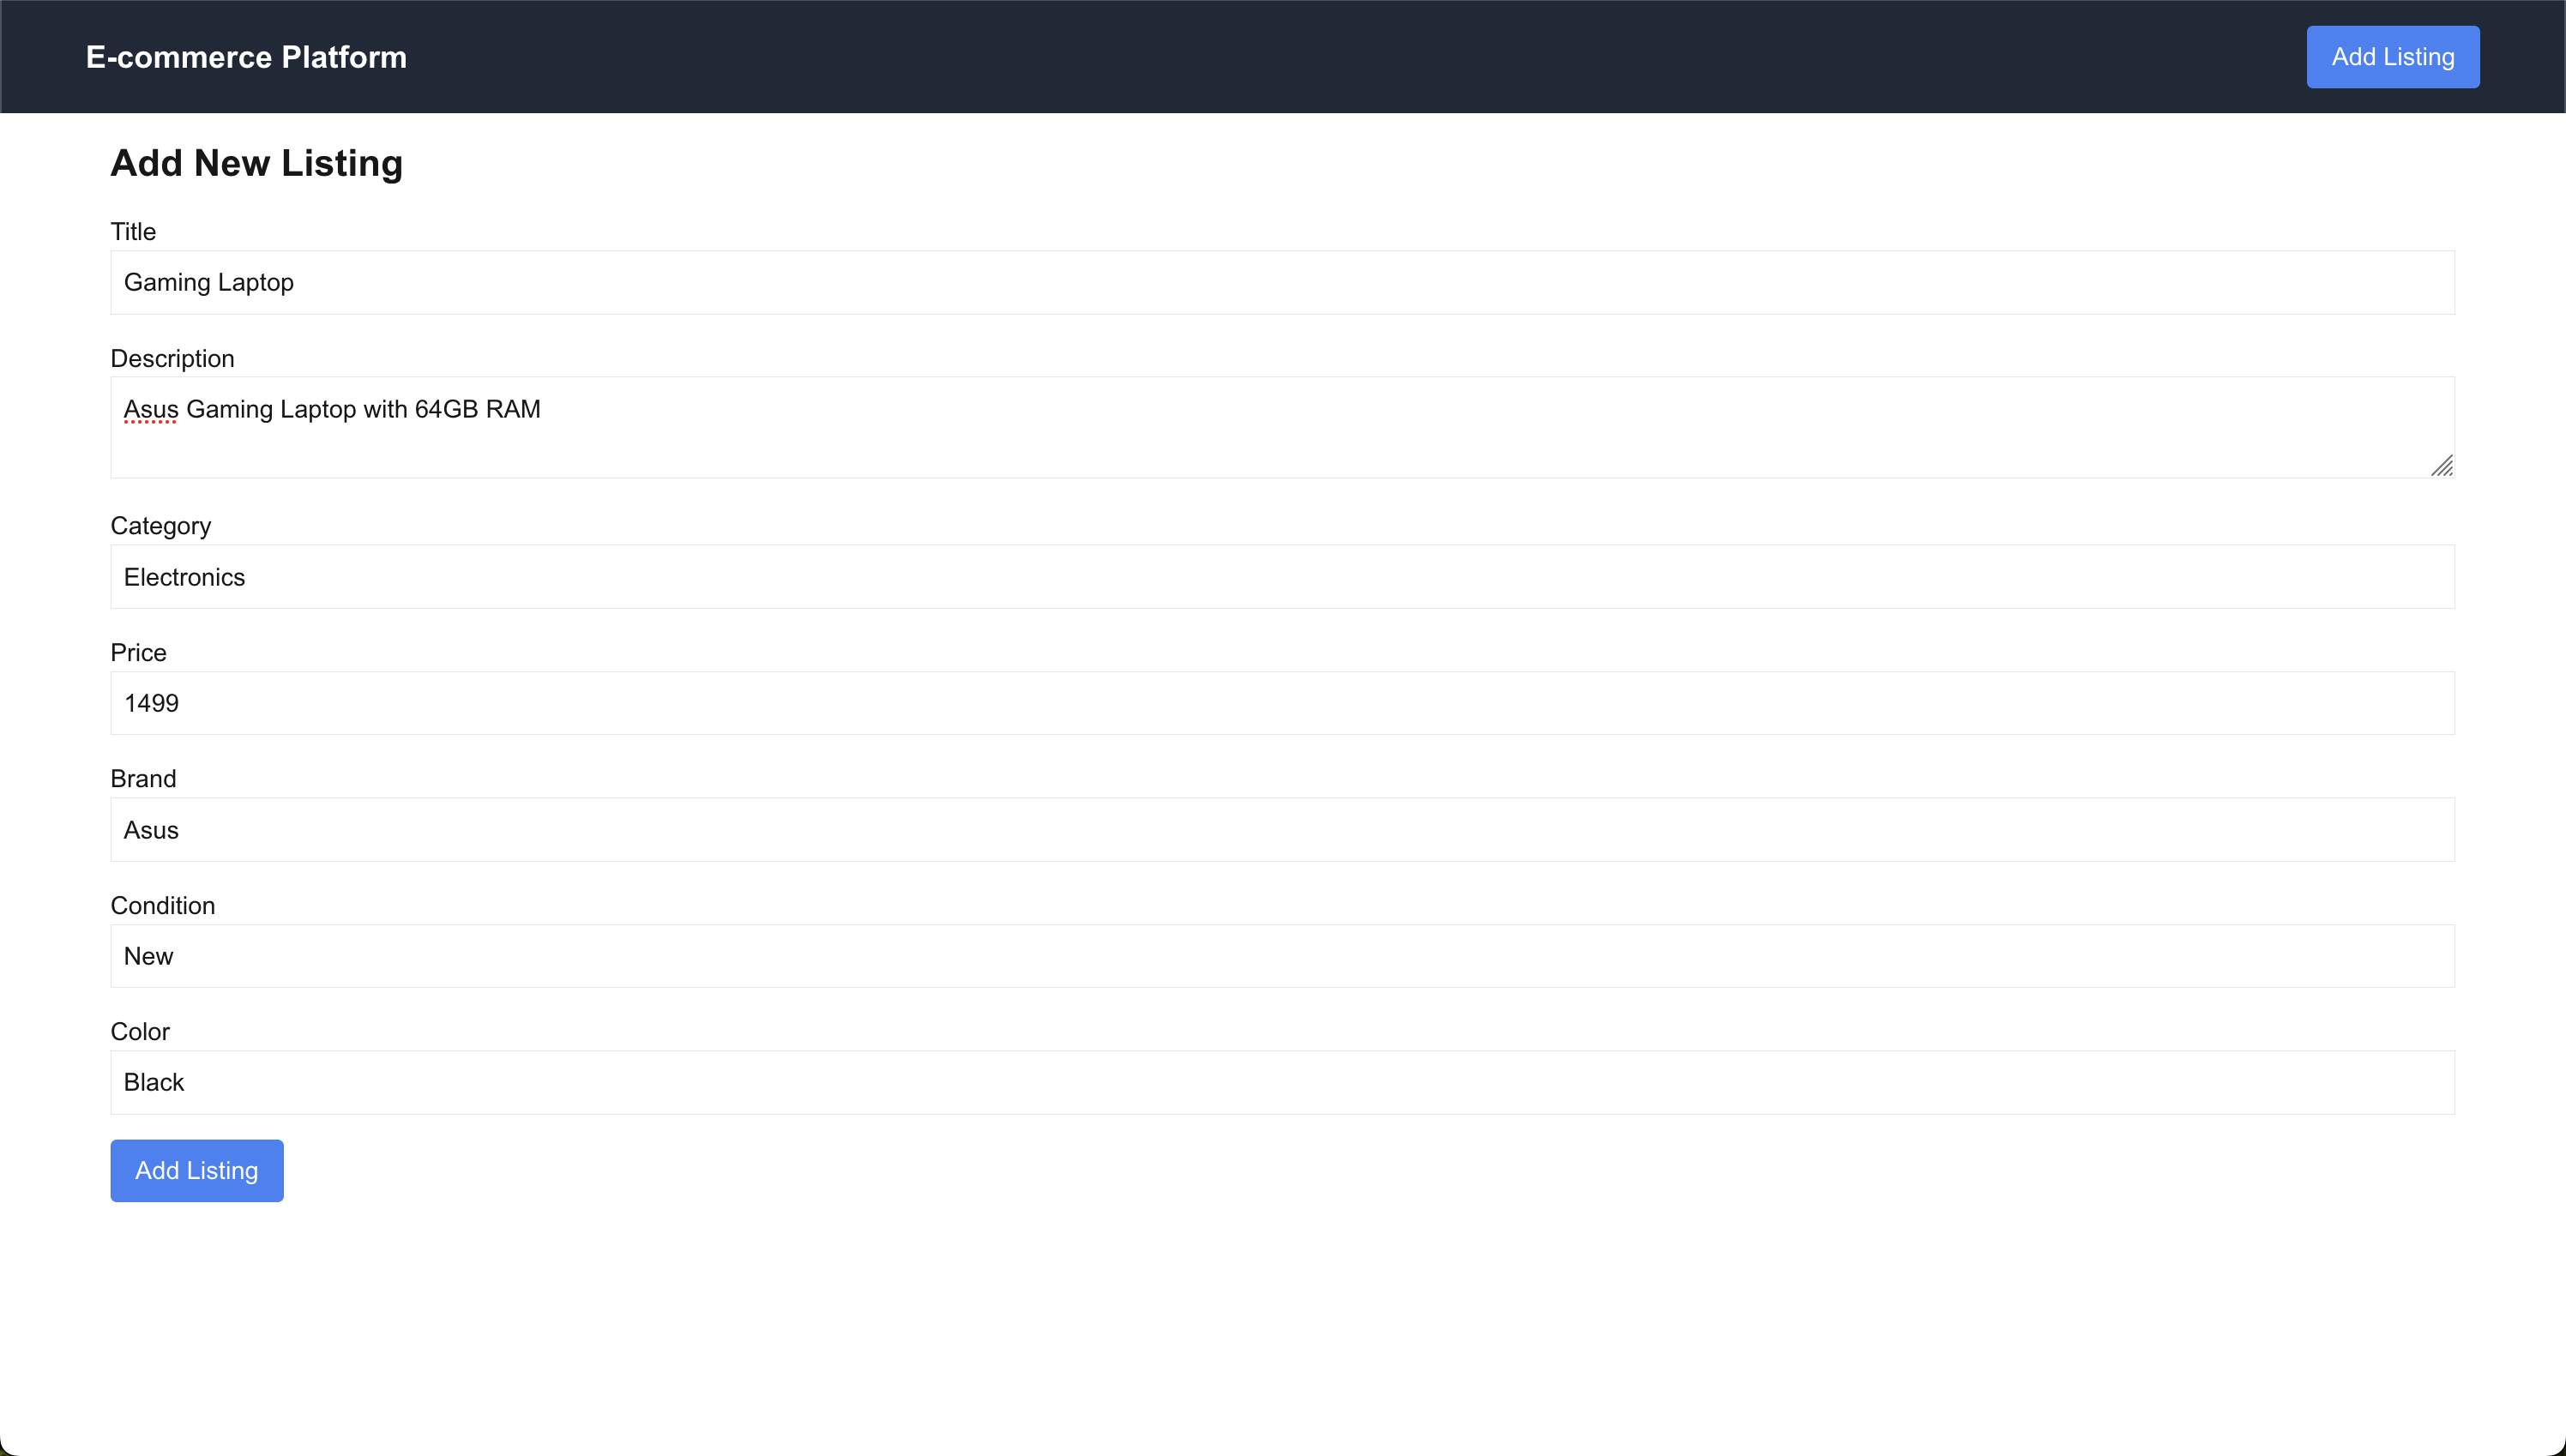 E-commerce Platform
Add Listing
Add New Listing
Title
Gaming Laptop
Description
Asus Gaming Laptop with 64GB RAM
Category
Electronics
Price
1499
Brand
Asus
Condition
New
Color
Black
Add Listing